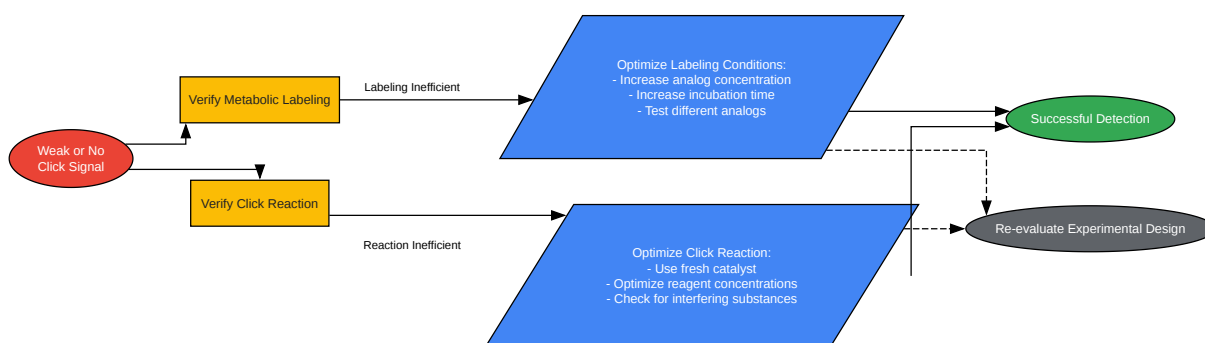 Weak or No
Click Signal
Verify Metabolic Labeling
Verify Click Reaction
Labeling Inefficient
Reaction Inefficient
Optimize Labeling Conditions:
- Increase analog concentration
- Increase incubation time
- Test different analogs
Optimize Click Reaction:
- Use fresh catalyst
- Optimize reagent concentrations
- Check for interfering substances
Successful Detection
Re-evaluate Experimental Design